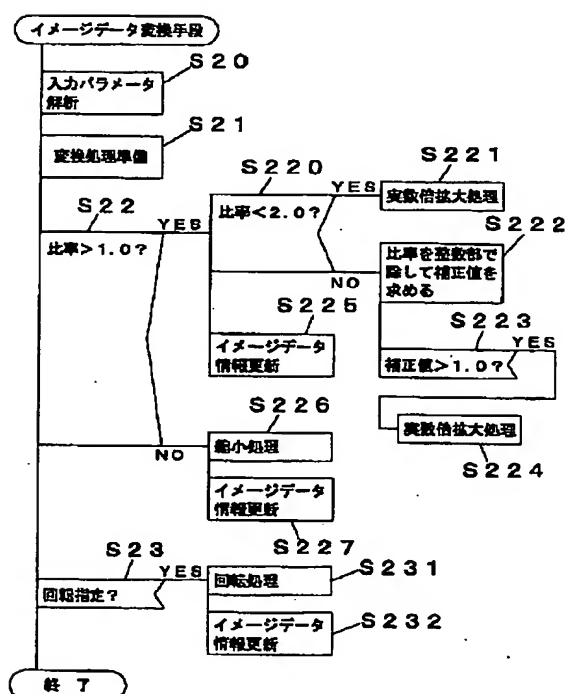 イメージデータ変換手段
S20
入力パラメータ
解析
S21
変換処理準備
S22
比率>1.0?
YES
S220
比率<2.0?
YES
S221
実数倍拡大処理
NO
S222
比率を整数部で
除して補正値を
求める
S223
補正値>1.0?
YES
実数倍拡大処理
S224
S225
イメージデータ
情報更新
NO
S226
縮小処理
イメージデータ
情報更新
S227
S23
回転指定?
YES
回転処理
S231
イメージデータ
情報更新
S232
終 了